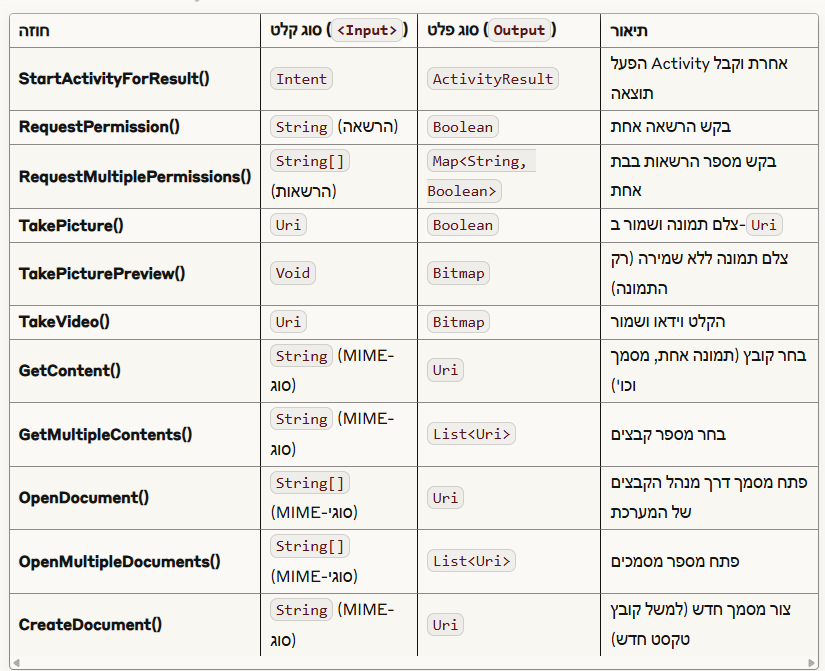 חוזה
סוג קלט (<Input>)
סוג פלט (Output)
תיאור
StartActivityForResult()
Intent
ActivityResult
הפעל Activity אחרת וקבל
תוצאה
RequestPermission()
String (הרשאה)
Boolean
בקש הרשאה אחת
RequestMultiplePermissions()
String[]
(הרשאות)
Map<String,
Boolean>
בקש מספר הרשאות בבת
אחת
TakePicture()
Uri
Boolean
צלם תמונה ושמור ב-Uri
TakePicturePreview()
Void
Bitmap
צלם תמונה ללא שמירה (רק
התמונה)
TakeVideo()
Uri
Bitmap
הקלט וידאו ושמור
GetContent()
String (MIME-
סוג)
Uri
בחר קובץ (תמונה אחת, מסמך
וכו')
GetMultipleContents()
String (MIME-
סוג)
List<Uri>
בחר מספר קבצים
OpenDocument()
String[]
(MIME-סוגי)
Uri
פתח מסמך דרך מנהל הקבצים
של המערכת
OpenMultipleDocuments()
String[]
(MIME-סוגי)
List<Uri>
פתח מספר מסמכים
CreateDocument()
String (MIME-
סוג)
Uri
צור מסמך חדש (למשל קובץ
טקסט חדש)